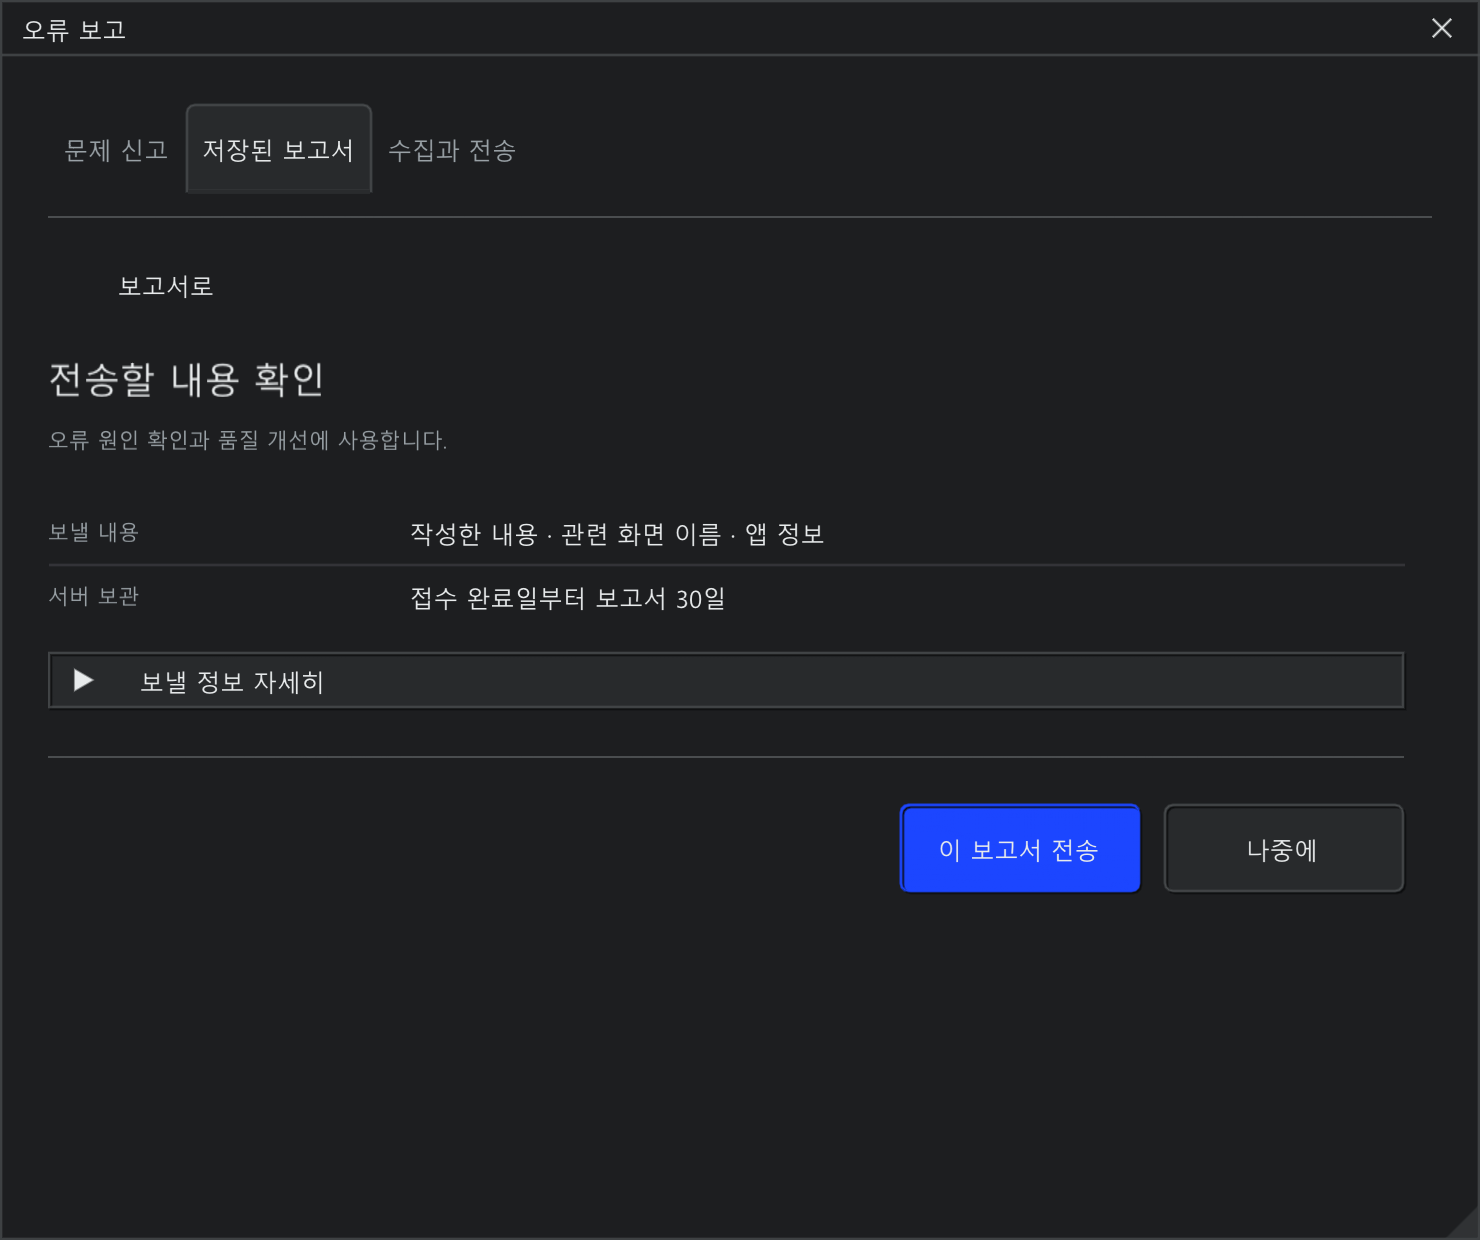 오류 보고
문제 신고 저장된 보고서 수집과 전송
보고서로
전송할 내용 확인
오류 원인 확인과 품질 개선에 사용합니다.
보낼 내용 작성한 내용 · 관련 화면 이름 · 앱 정보
서버 보관 접수 완료일부터 보고서 30일
보낼 정보 자세히
이 보고서 전송 나중에